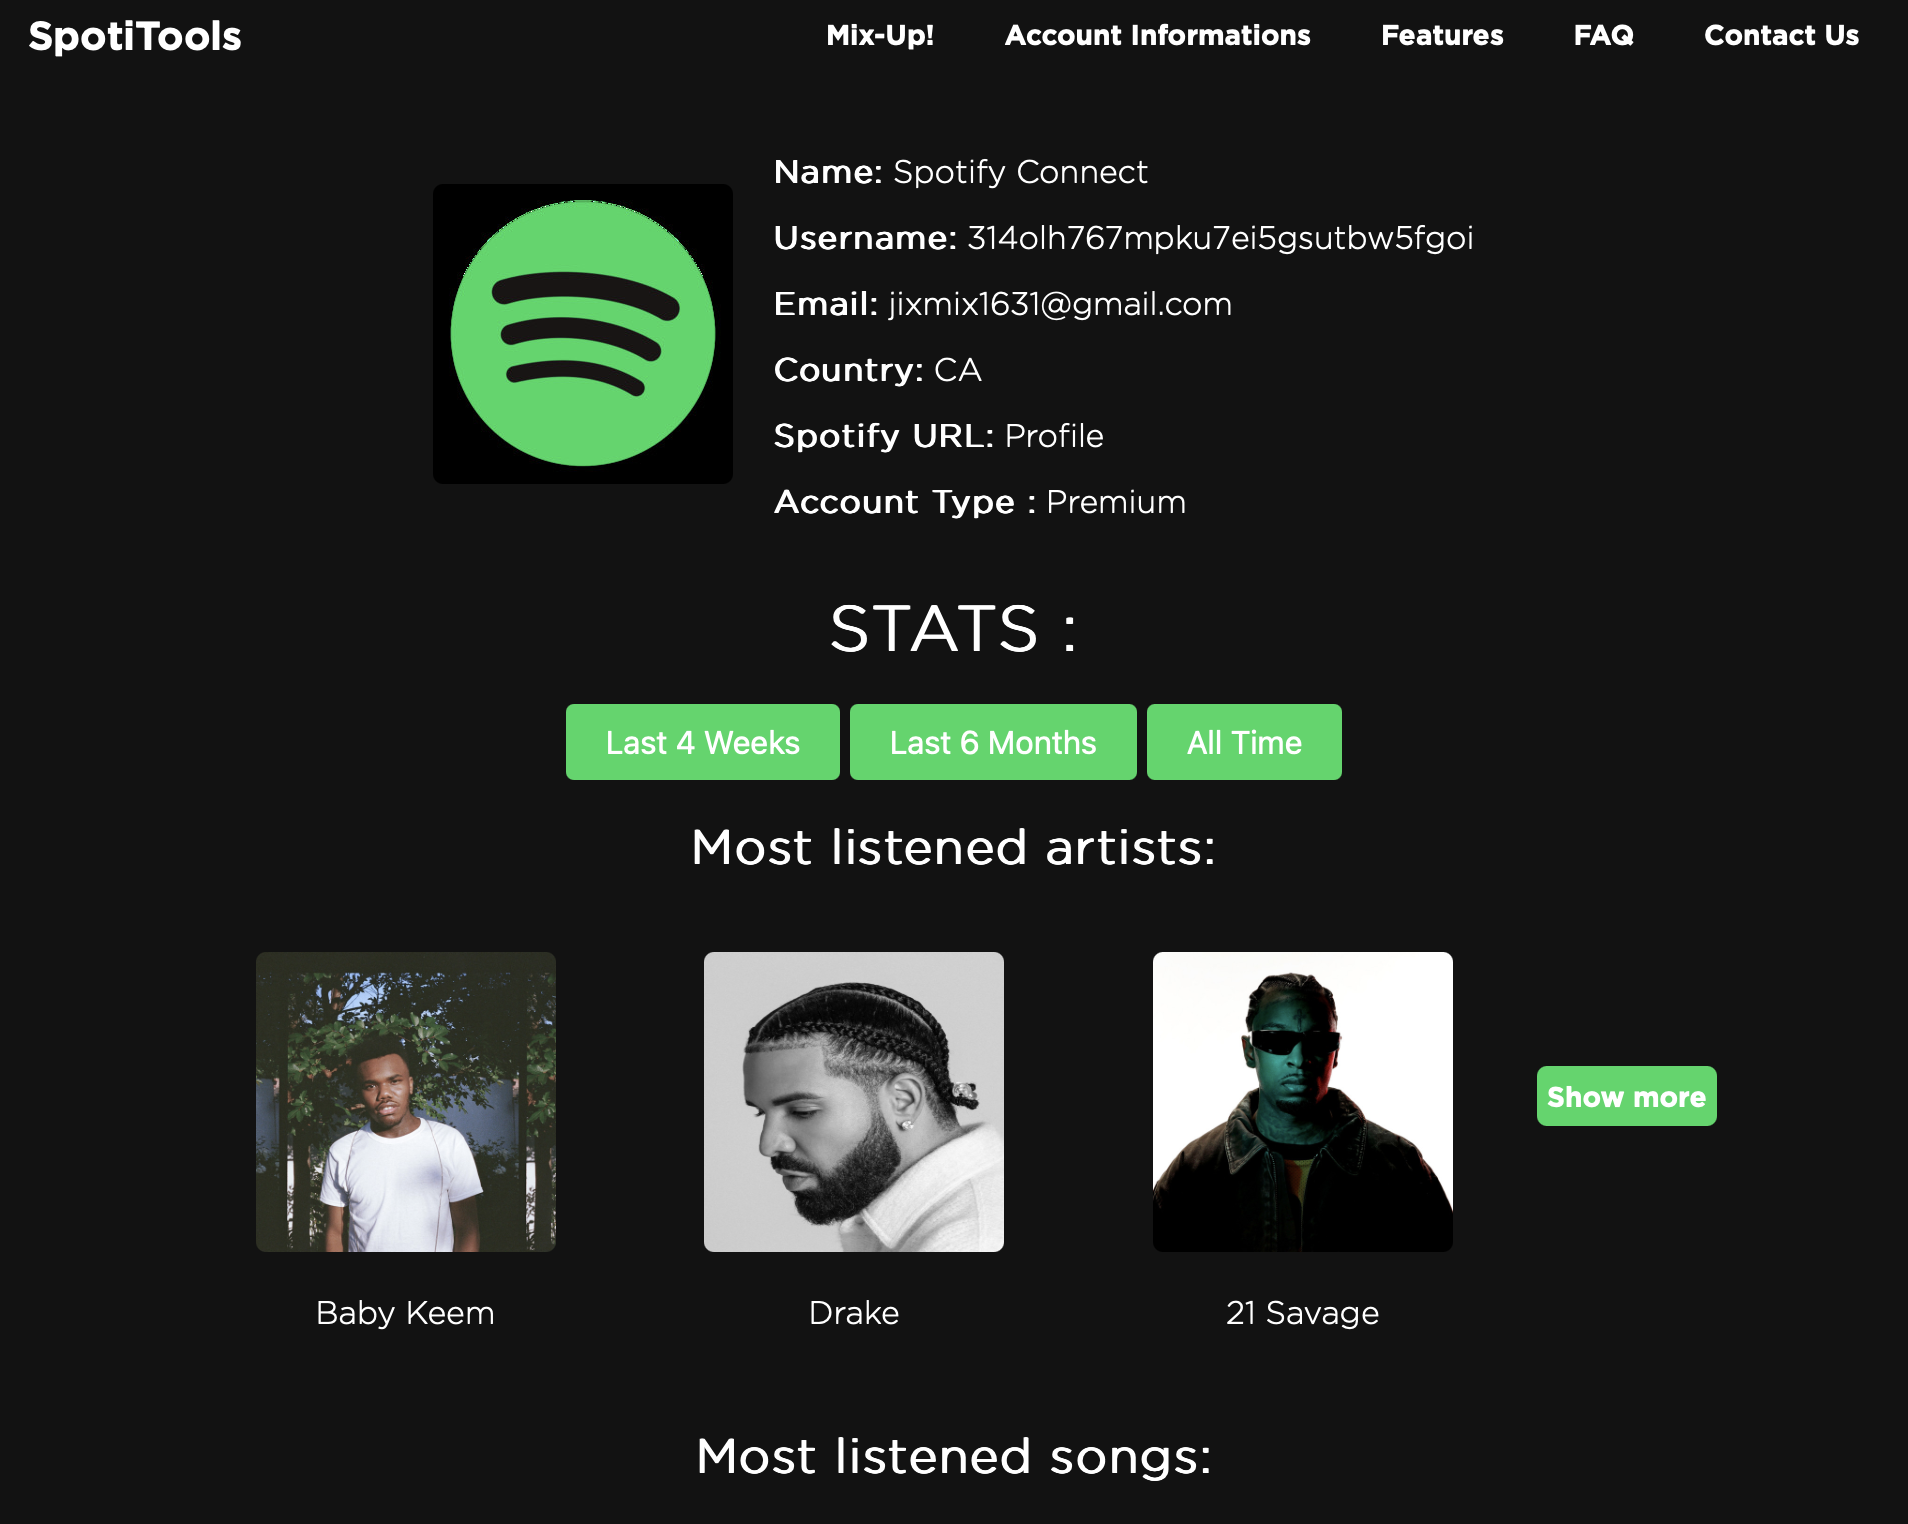 SpotiTools
Mix-Up!
Account Informations
Features
FAQ
Contact Us
Name: Spotify Connect
Username: 314olh767mpku7ei5gsutbw5fgoi
Email: jixmix1631@gmail.com
Country: CA
Spotify URL: Profile
Account Type : Premium
STATS :
Last 4 Weeks
Last 6 Months
All Time
Most listened artists:
Show more
Baby Keem
Drake
21 Savage
Most listened songs: